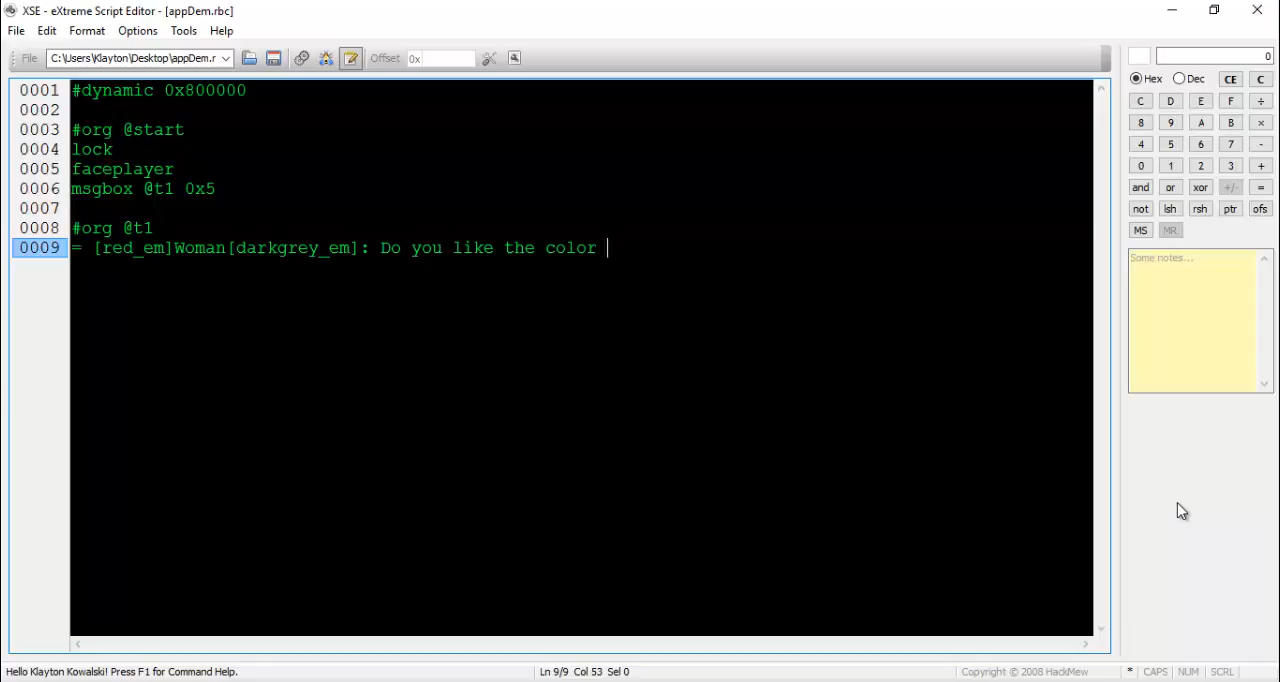 XSE - eXtreme Script Editor - [appDem.rbc]
File Edit Format Options Tools Help
File C:\Users\Klayton\Desktop\appDem.r Offset 0x 0
Hex Dec CE C
0001 #dynamic 0x800000
0002
0003 #org @start
0004 lock
0005 faceplayer
0006 msgbox @t1 0x5
0007
0008 #org @t1
0009 = [red_em]Woman[darkgrey_em]: Do you like the color
C D E F ÷
8 9 A B ×
4 5 6 7 -
0 1 2 3 +
and or xor +/- =
not lsh rsh ptr ofs
MS MR
Some notes...
Hello Klayton Kowalski! Press F1 for Command Help. Ln 9/9 Col 53 Sel 0 Copyright © 2008 HackMew * CAPS NUM SCRL